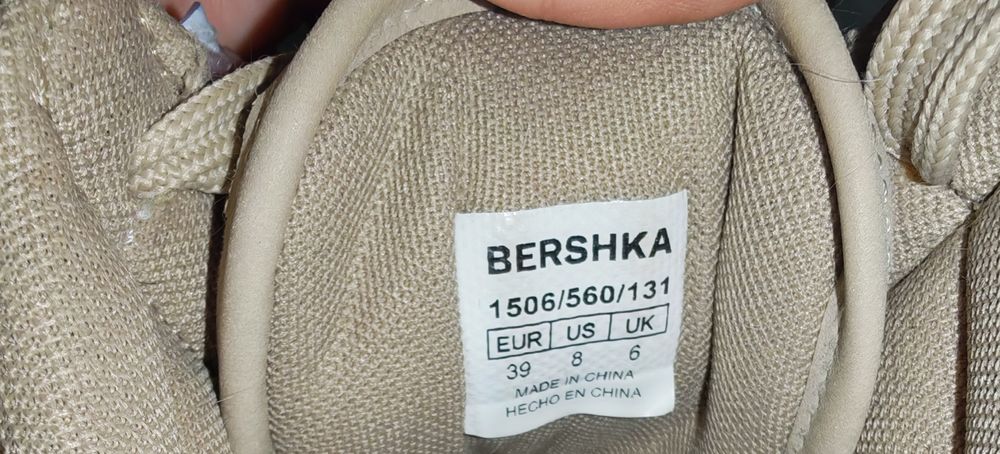 BERSHKA
1506/560/131
EUR US UK
39 8 6
MADE IN CHINA
HECHO EN CHINA